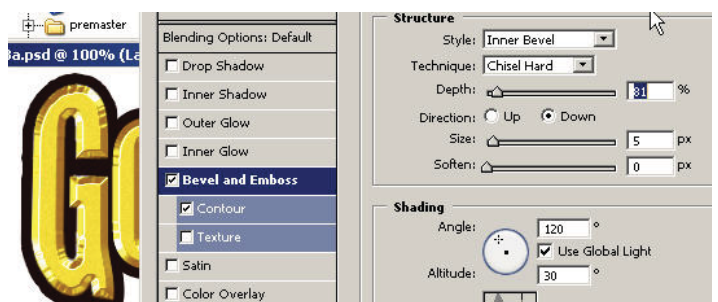 premaster
a.psd @ 100% (La
Go
Blending Options: Default
Drop Shadow
Inner Shadow
Outer Glow
Inner Glow
Bevel and Emboss
Contour
Texture
Satin
Color Overlay
Structure
Style: Inner Bevel
Technique: Chisel Hard
Depth: 81 %
Direction: Up Down
Size: 5 px
Soften: 0 px
Shading
Angle: 120 °
Use Global Light
Altitude: 30 °